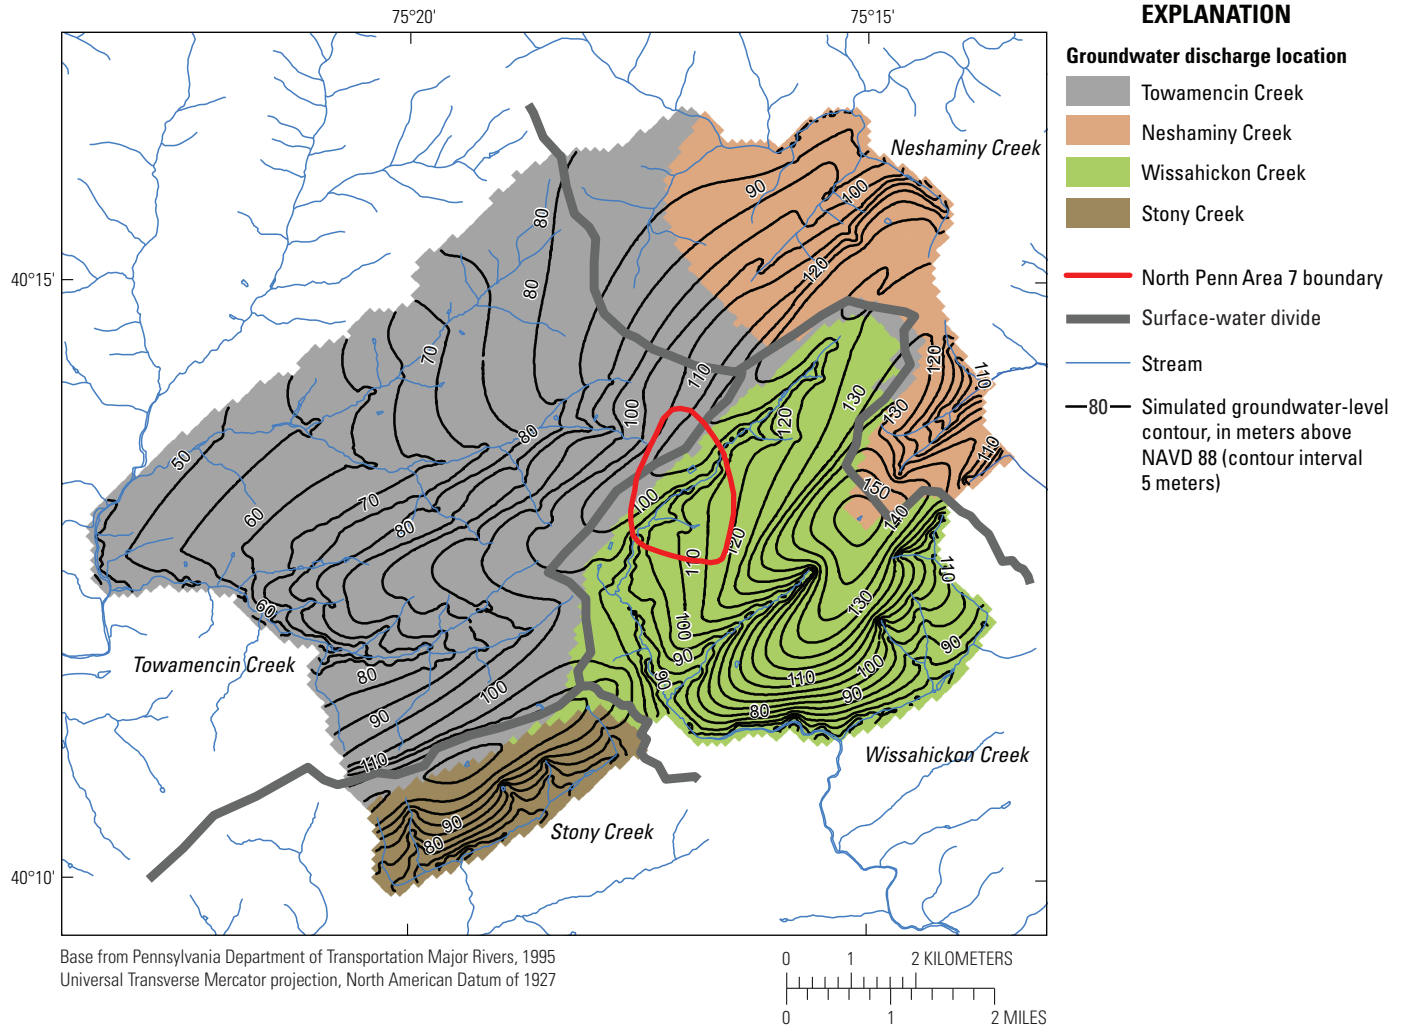 75°20'
75°15'
EXPLANATION
Groundwater discharge location
Towamencin Creek
Neshaminy Creek
Wissahickon Creek
Stony Creek
North Penn Area 7 boundary
Surface-water divide
Stream
80
Simulated groundwater-level
contour, in meters above
NAVD 88 (contour interval
5 meters)
40°15'
40°10'
Neshaminy Creek
90
100
80
80
120
70
110
120
110
130
130
100
120
80
110
50
150
70
100
60
80
140
120
110
110
60
130
100
90
90
100
90
110
80
100
90
90
80
110
90
80
Towamencin Creek
Wissahickon Creek
Stony Creek
Base from Pennsylvania Department of Transportation Major Rivers, 1995
Universal Transverse Mercator projection, North American Datum of 1927
0 1 2 KILOMETERS
0 1 2 MILES